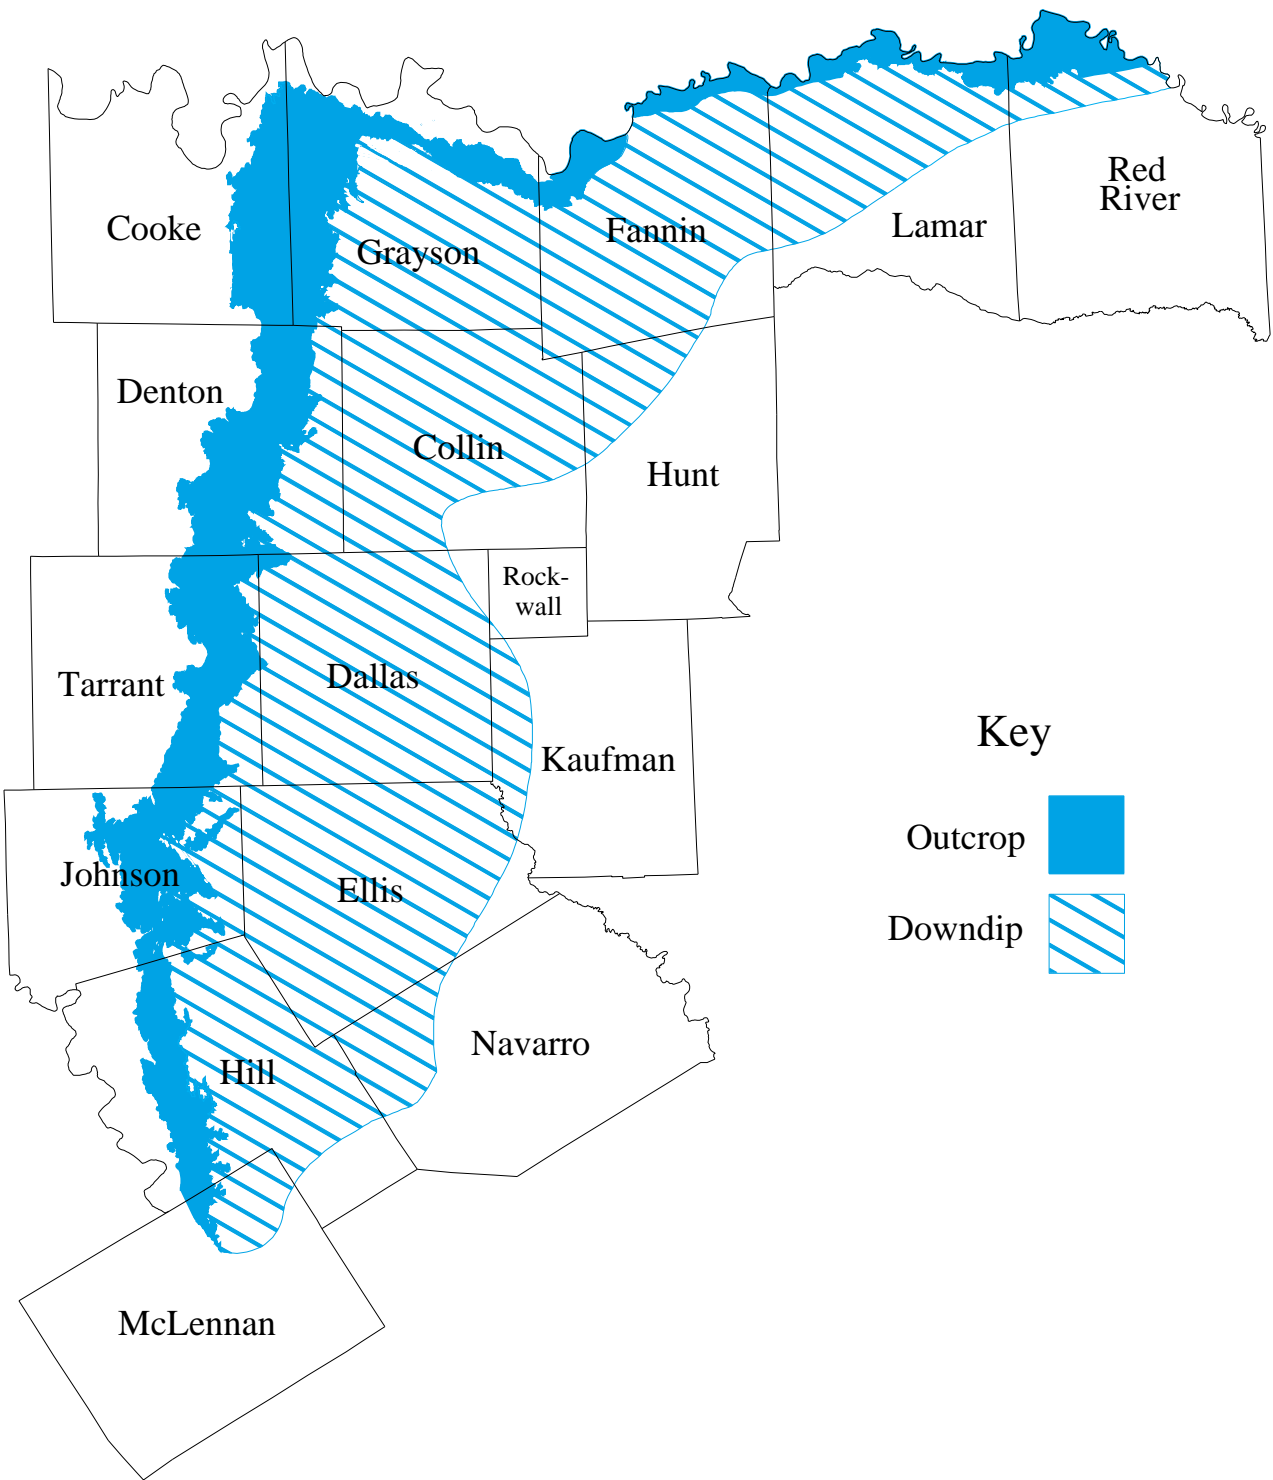 Red
River
Cooke
Grayson
Fannin
Lamar
Denton
Collin
Hunt
Rock-
wall
Tarrant
Dallas
Kaufman
Key
Outcrop
Johnson
Ellis
Downdip
Hill
Navarro
McLennan